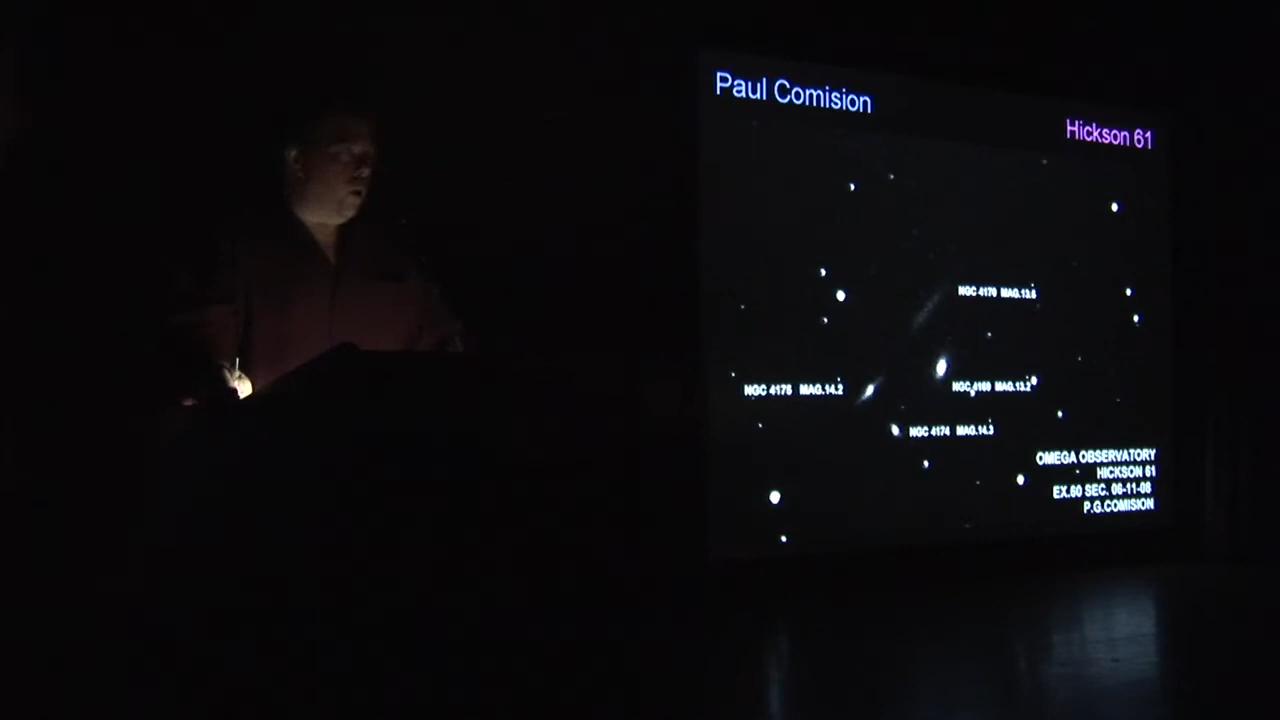 Paul Comision
Hickson 61
NGC 4170 MAG.13.6
NGC 4175 MAG.14.2
NGC 4169 MAG.13.2
NGC 4174 MAG.14.3
OMEGA OBSERVATORY
HICKSON 61
EX.60 SEC. 06-11-08
P.G.COMISION